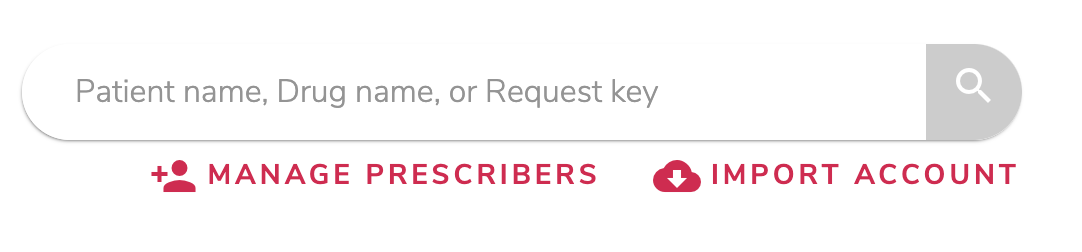 Patient name, Drug name, or Request key
MANAGE PRESCRIBERS IMPORT ACCOUNT